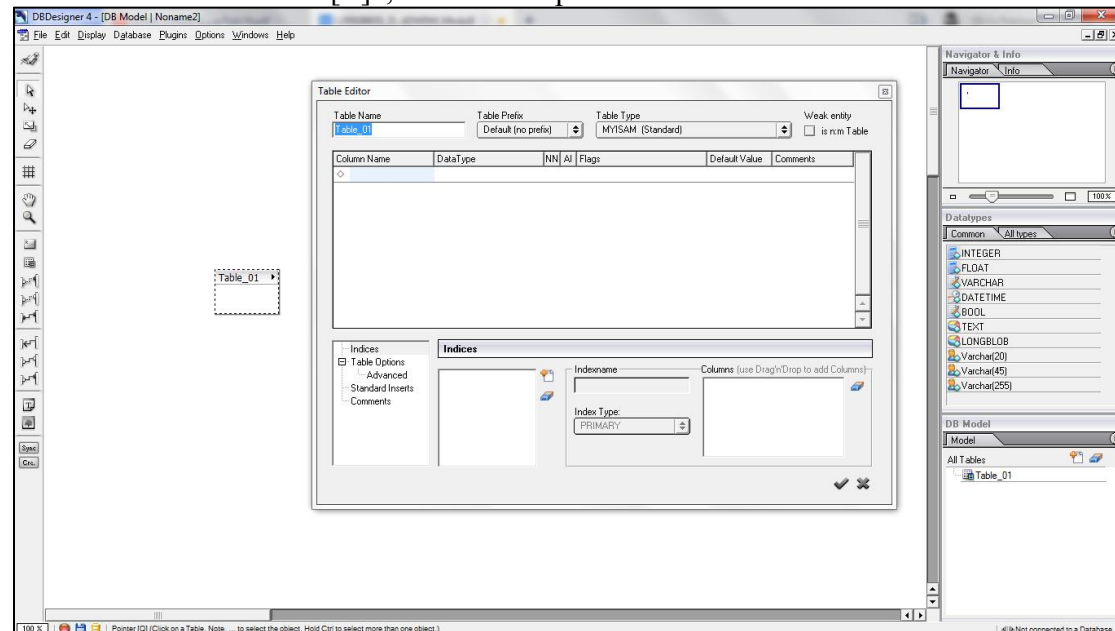 DBDesigner 4 - [DB Model | Noname2]
File Edit Display Database Plugins Options Windows Help
Navigator & Info
Navigator Info
100 %
Datatypes
Common All types
INTEGER
FLOAT
VARCHAR
DATETIME
BOOL
TEXT
LONGBLOB
Varchar(20)
Varchar(45)
Varchar(255)
DB Model
Model
All Tables
Table_01
Table_01
Table Editor
Table Name Table Prefix Table Type Weak entity
Table_01 Default (no prefix) MYISAM (Standard) is n:m Table
Column Name DataType NN AI Flags Default Value Comments
Indices
Table Options
Advanced
Standard Inserts
Comments
Indices
Indexname
Index Type:
PRIMARY
Columns (use Drag'n'Drop to add Columns)
Sync
100 % Pointer [Q] (Click on a Table, Note, ... to select the object. Hold Ctrl to select more than one object.) Not connected to a Database